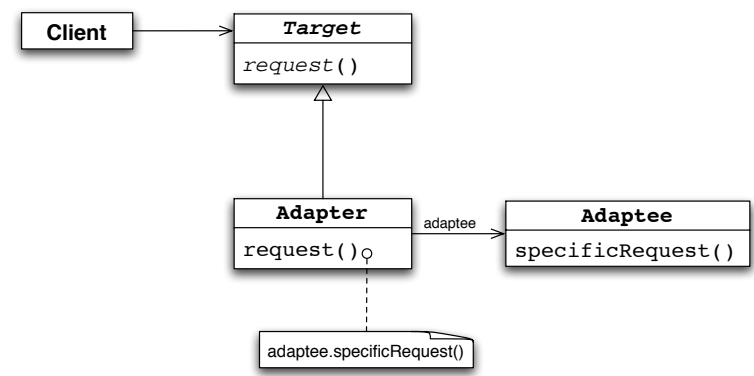 Client
Target
request()
Adapter
request()
adaptee
Adaptee
specificRequest()
adaptee.specificRequest()